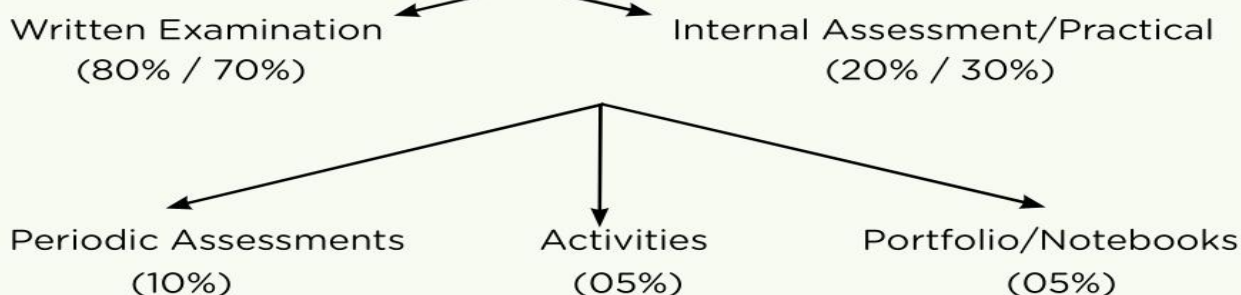 Written Examination
(80% / 70%)
Internal Assessment/Practical
(20% / 30%)
Periodic Assessments
(10%)
Activities
(05%)
Portfolio/Notebooks
(05%)